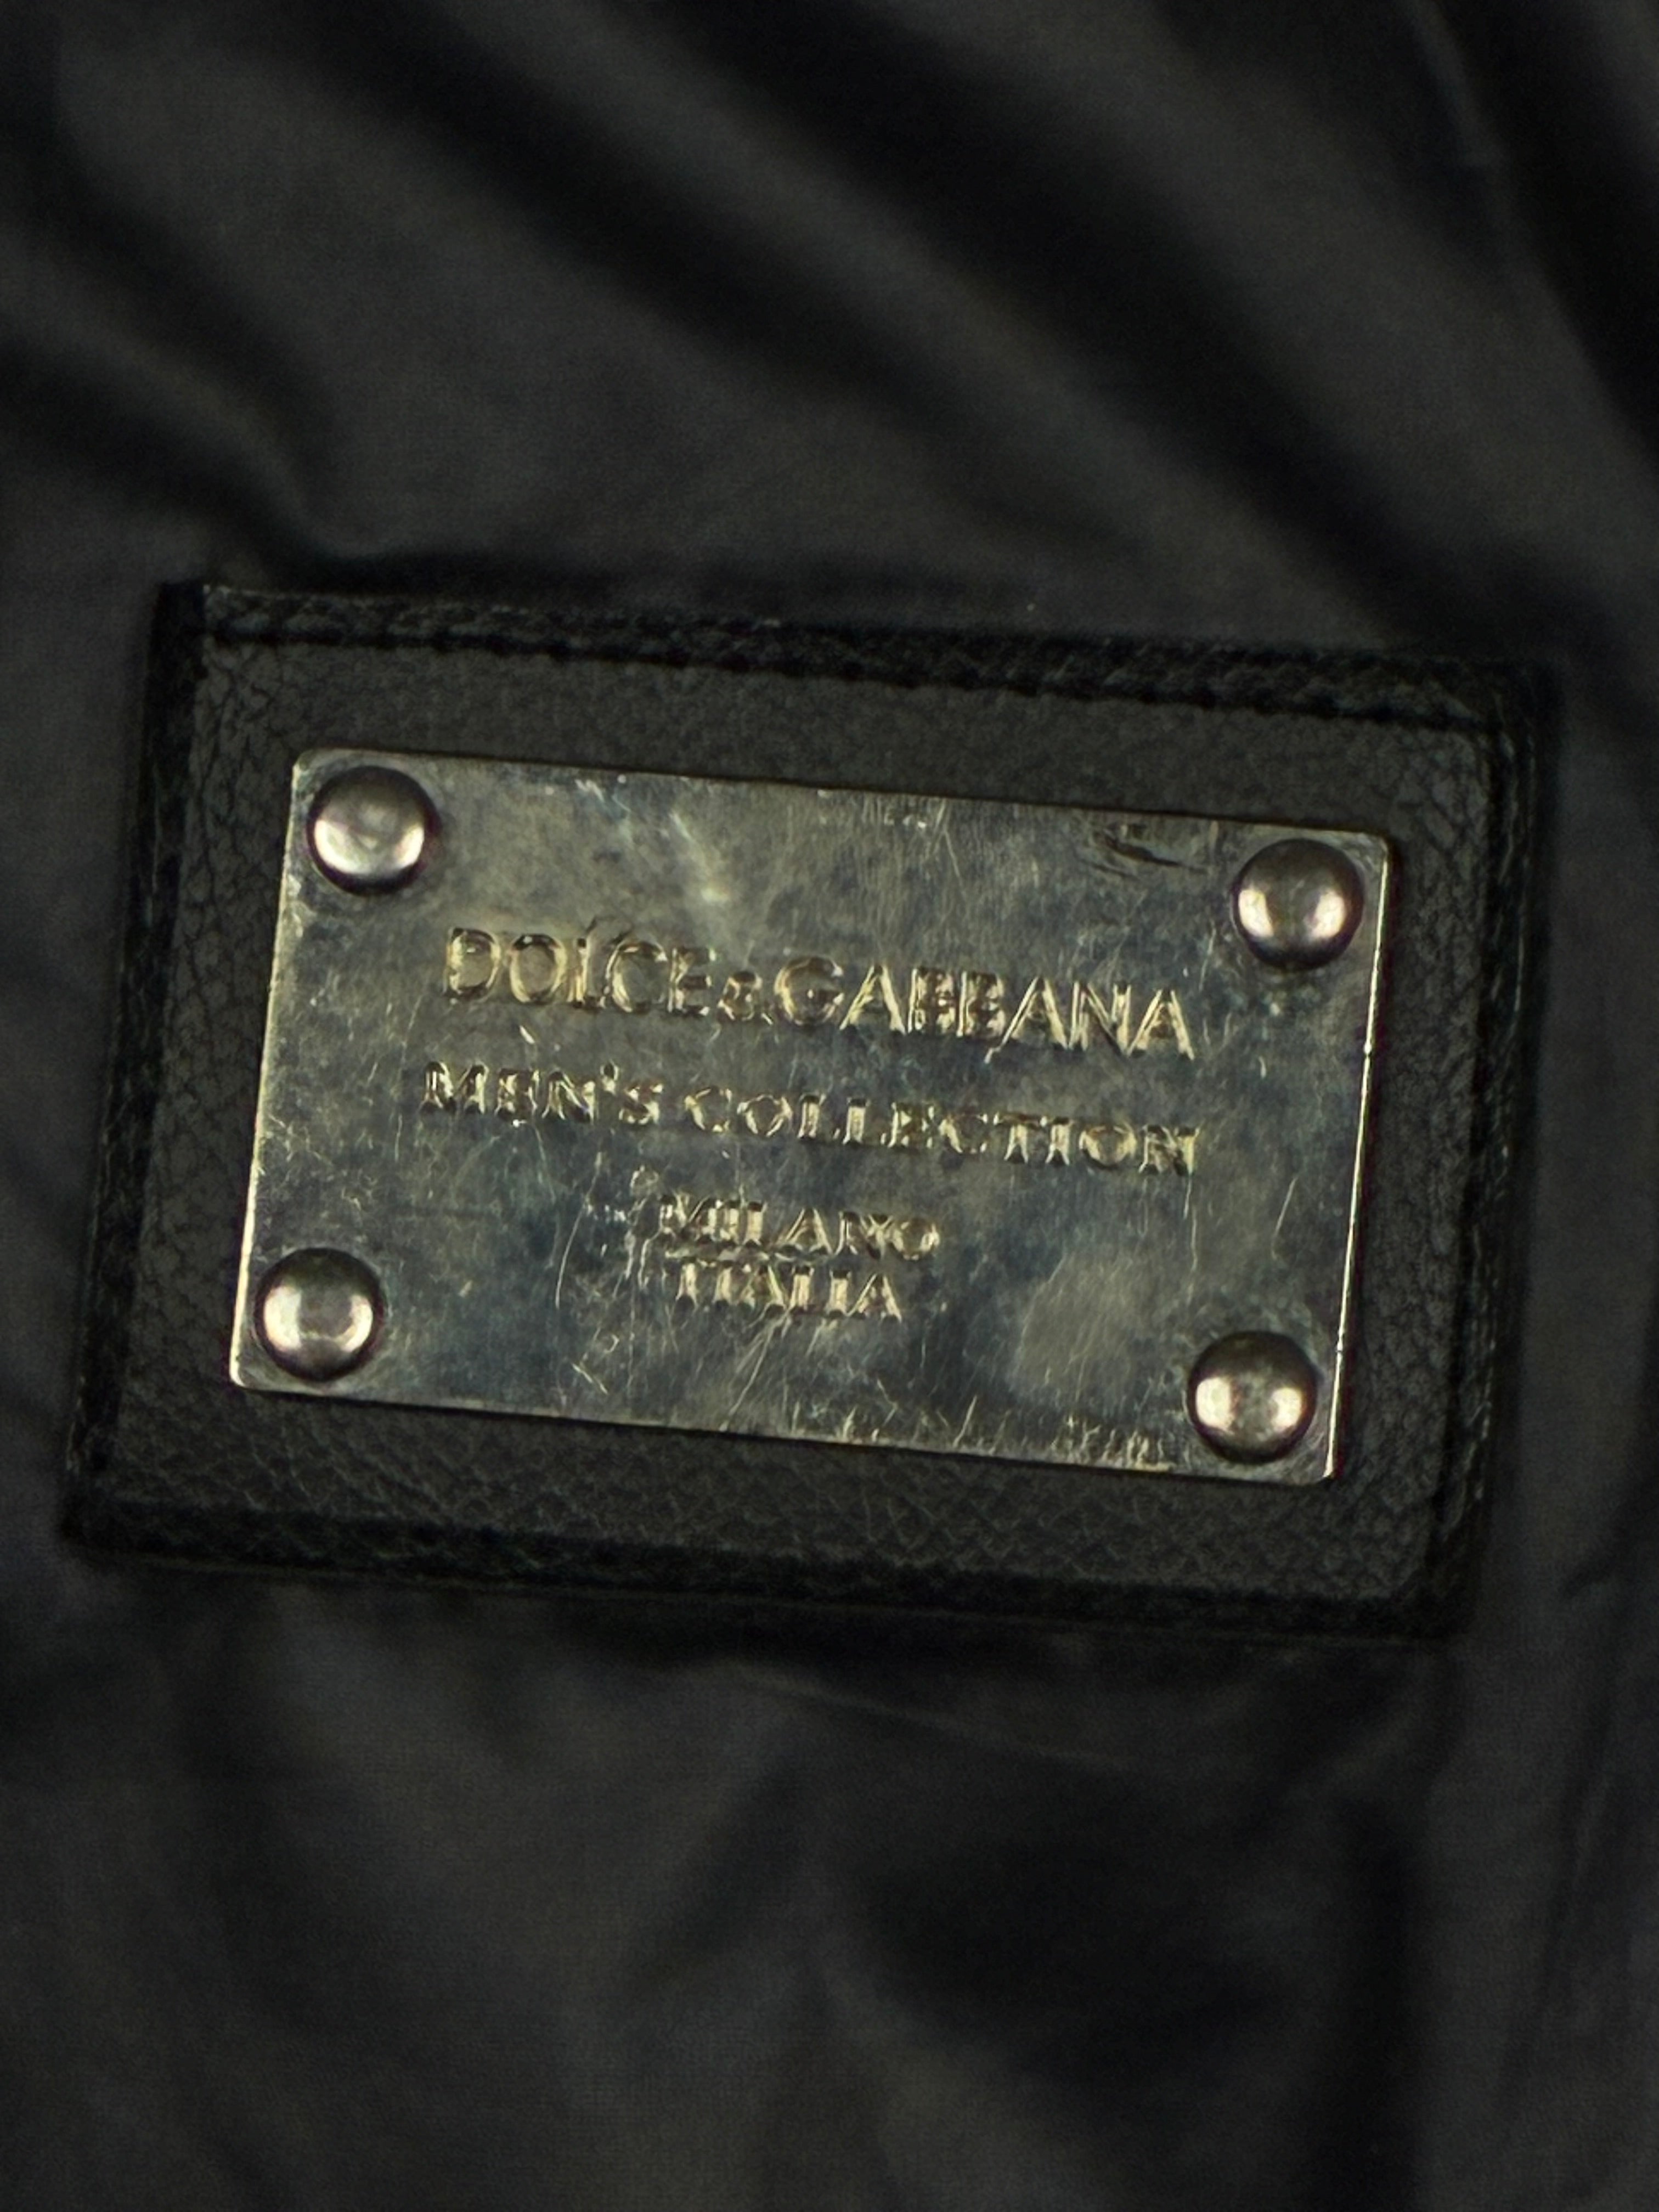 DOLCE&GABBANA
MEN'S COLLECTION
MILANO
ITALIA